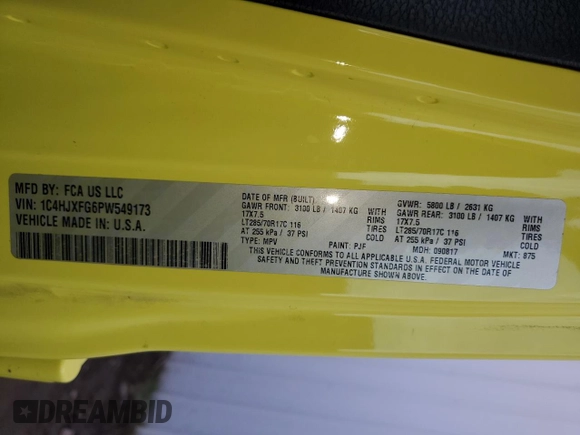 MFD BY: FCA US LLC
VIN: 1C4HJXFG6PW549173
VEHICLE MADE IN: U.S.A.
DATE OF MFR (BUILT)
GAWR FRONT: 3100 LB / 1407 KG WITH
17X7.5 RIMS
LT285/70R17C 116 TIRES
AT 255 kPa / 37 PSI COLD
TYPE: MPV PAINT: PJF
GVWR: 5800 LB / 2631 KG
GAWR REAR: 3100 LB / 1407 KG WITH
17X7.5 RIMS
LT285/70R17C 116 TIRES
AT 255 kPa / 37 PSI COLD
MDH: 090817 MKT: 875
THIS VEHICLE CONFORMS TO ALL APPLICABLE U.S.A. FEDERAL MOTOR VEHICLE
SAFETY AND THEFT PREVENTION STANDARDS IN EFFECT ON THE DATE OF
MANUFACTURE SHOWN ABOVE.
DREAMBID